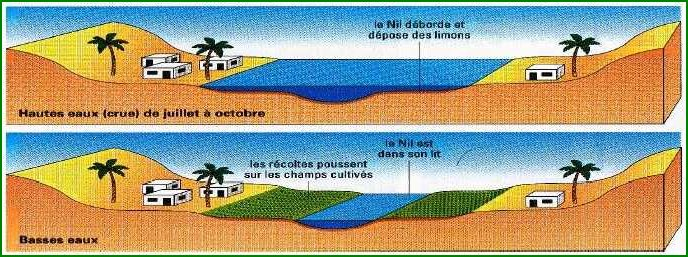 le Nil déborde et
dépose des limons
Hautes eaux (crue) de juillet à octobre
le Nil est
dans son lit
les récoltes poussent
sur les champs cultivés
Basses eaux